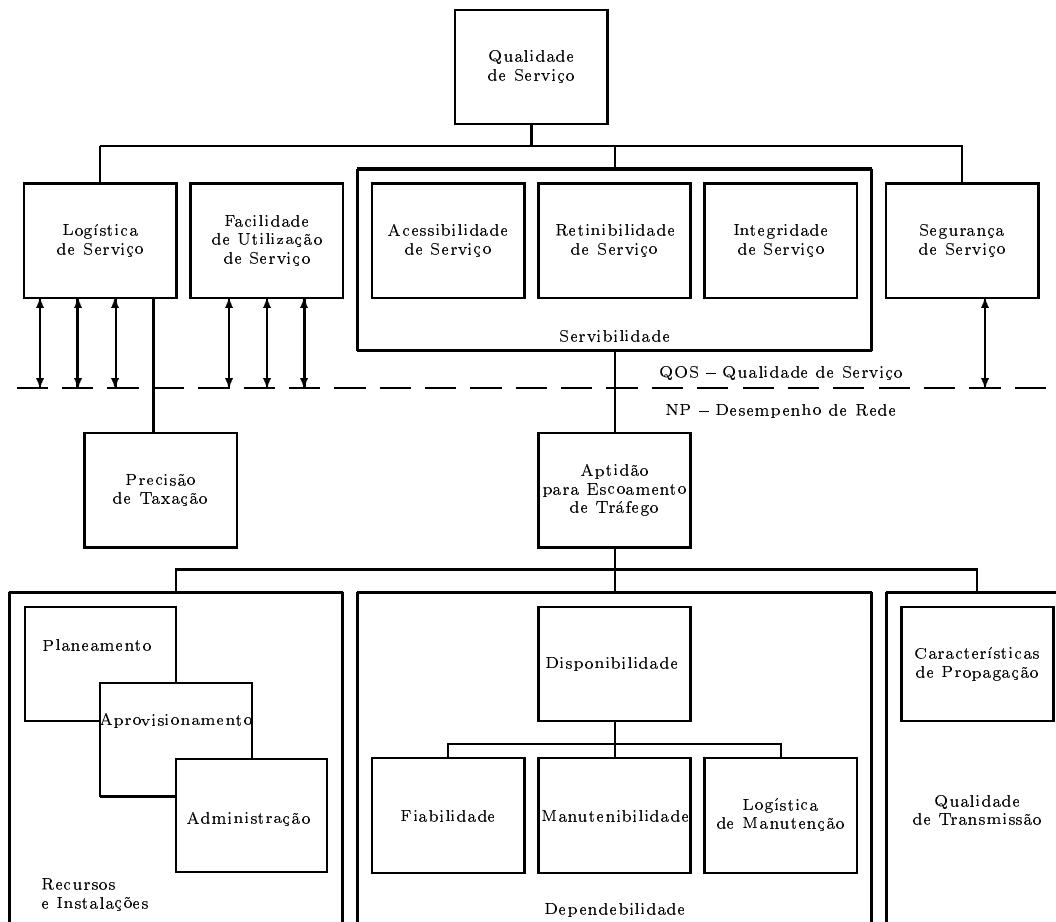 Qualidade
de Serviço
Logística
de Serviço
Facilidade
de Utilização
de Serviço
Acessibilidade
de Serviço
Retinibilidade
de Serviço
Integridade
de Serviço
Segurança
de Serviço
Servibilidade
QOS – Qualidade de Serviço
NP – Desempenho de Rede
Precisão
de Taxação
Aptidão
para Escoamento
de Tráfego
Planeamento
Aprovisionamento
Administração
Recursos
e Instalações
Disponibilidade
Fiabilidade
Manutenibilidade
Logística
de Manutenção
Dependebilidade
Características
de Propagação
Qualidade
de Transmissão